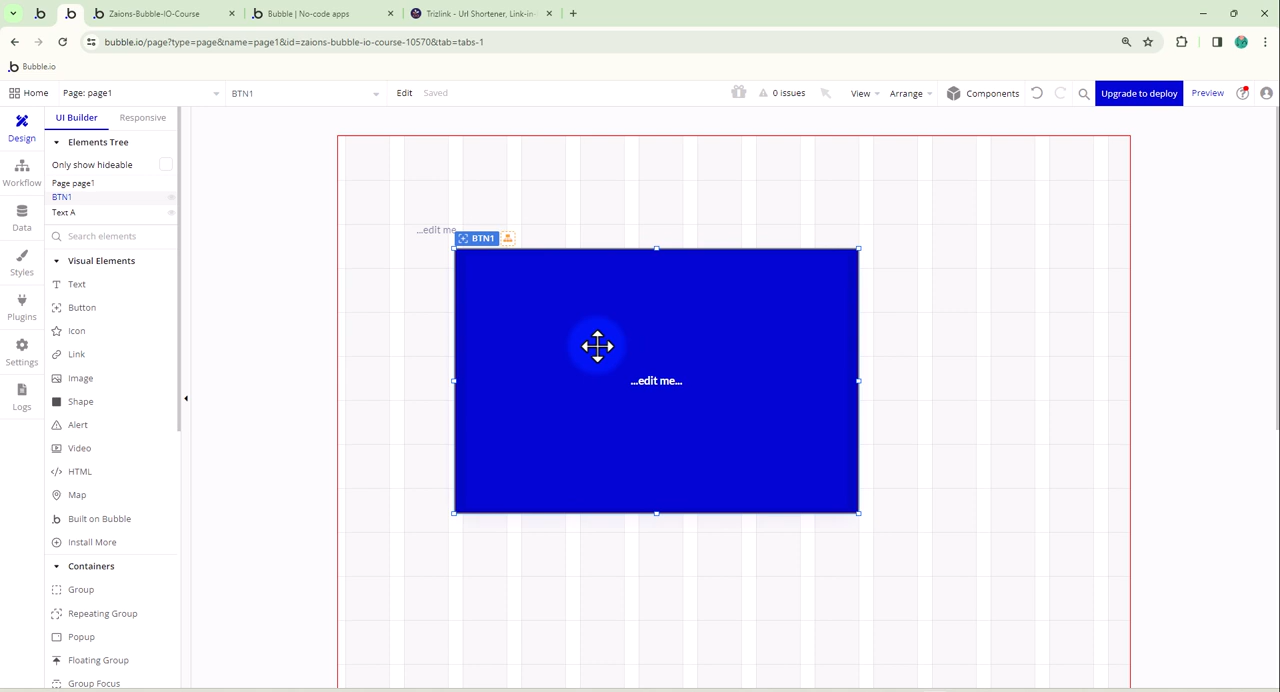 Zaions-Bubble-IO-Course
Bubble | No-code apps
Trizlink - Url Shortener, Link-in-
bubble.io/page?type=page&name=page1&id=zaions-bubble-io-course-10570&tab=tabs-1
Bubble.io
Home
Page: page1
BTN1
Edit
Saved
0 issues
View
Arrange
Components
Upgrade to deploy
Preview
Design
Workflow
Data
Styles
Plugins
Settings
Logs
UI Builder
Responsive
Elements Tree
Only show hideable
Page page1
BTN1
Text A
Search elements
Visual Elements
Text
Button
Icon
Link
Image
Shape
Alert
Video
HTML
Map
Built on Bubble
Install More
Containers
Group
Repeating Group
Popup
Floating Group
Group Focus
...edit me
BTN1
...edit me...